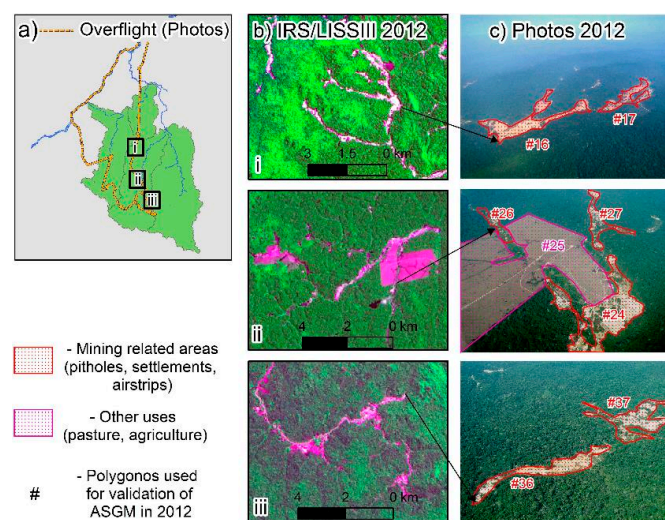 a)
Overflight (Photos)
i
ii
iii
b) IRS/LISSIII 2012
c) Photos 2012
3 1.5 0 km
i
#16
#17
4 2 0 km
ii
#26
#27
#25
#24
4 2 0 km
iii
#37
#36
- Mining related areas
(pitholes, settlements,
airstrips)
- Other uses
(pasture, agriculture)
# - Polygonos used
for validation of
ASGM in 2012